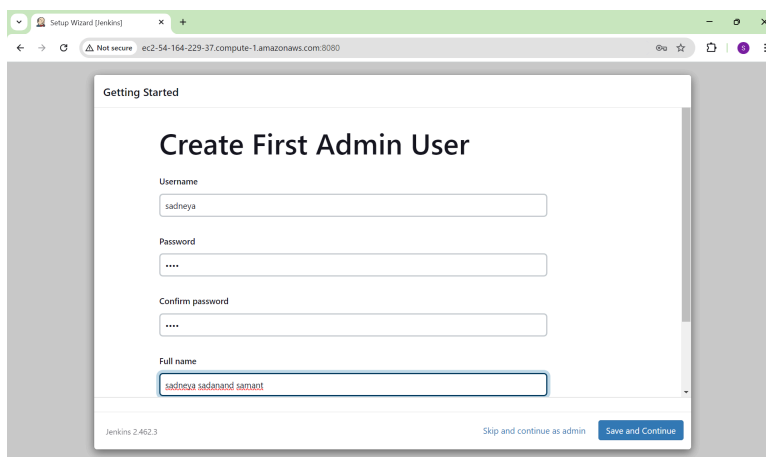 Setup Wizard [Jenkins]
Not secure ec2-54-164-229-37.compute-1.amazonaws.com:8080
S
Getting Started
Create First Admin User
Username
sadneya
Password
••••
Confirm password
••••
Full name
sadneya sadanand samant
Jenkins 2.462.3
Skip and continue as admin
Save and Continue